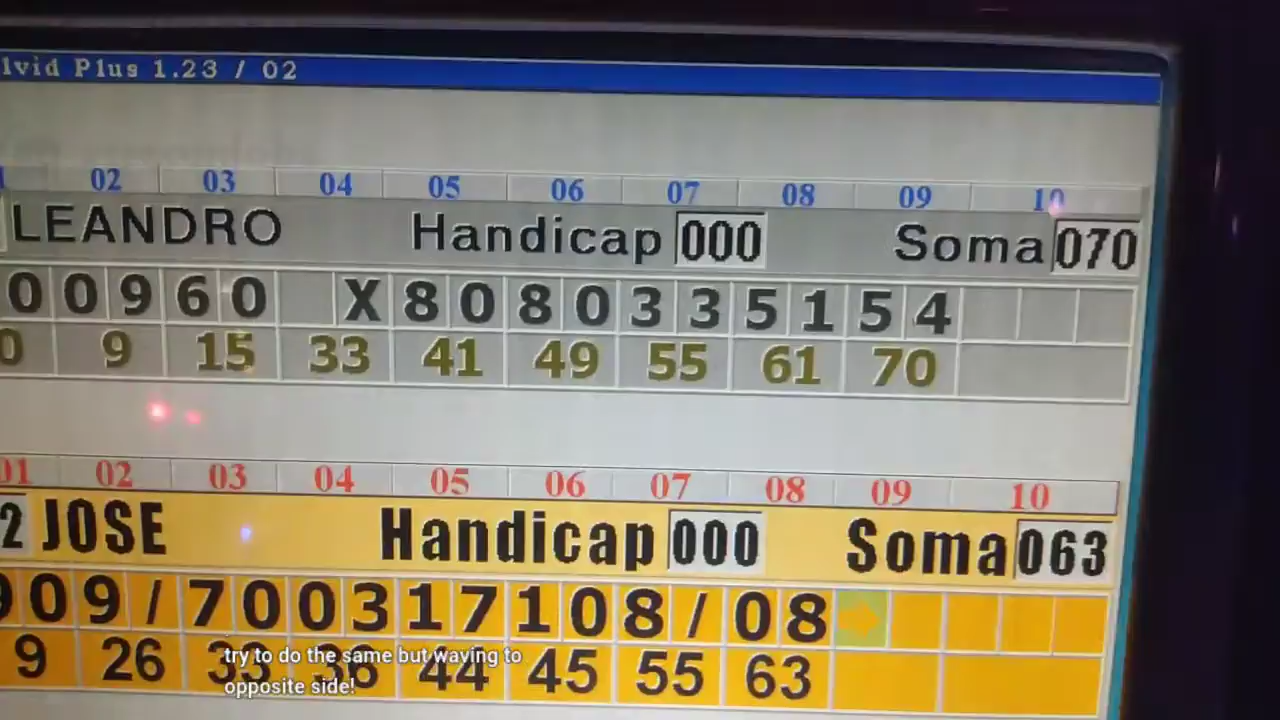 lvid Plus 1.23 / 02
02 03 04 05 06 07 08 09 10
LEANDRO Handicap 000 Soma 070
0 0 9 6 0 X 8 0 8 0 3 3 5 1 5 4
0 9 15 33 41 49 55 61 70
01 02 03 04 05 06 07 08 09 10
2 JOSE Handicap 000 Soma 063
9 0 9 / 7 0 0 3 1 7 1 0 8 / 0 8
9 26 33 36 44 45 55 63
try to do the same but waving to
opposite side!